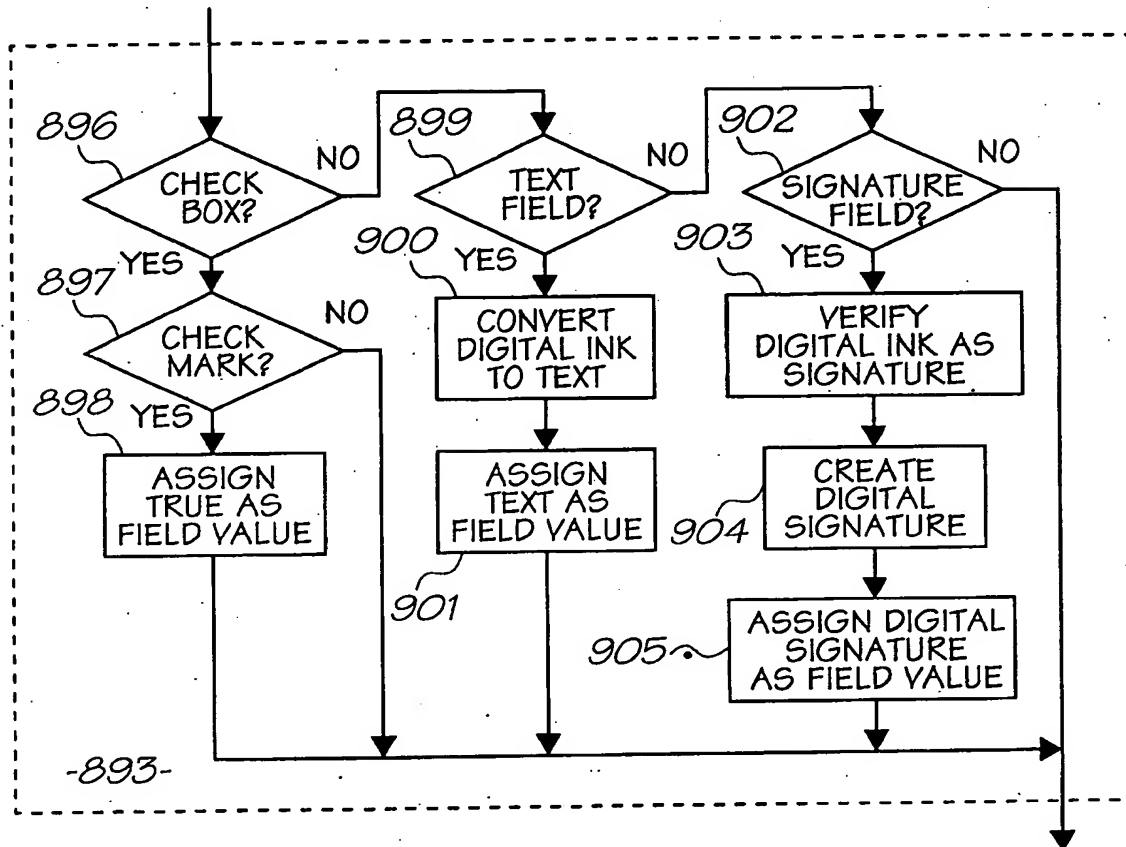 896
CHECK
BOX?
NO
YES
897
CHECK
MARK?
NO
YES
898
ASSIGN
TRUE AS
FIELD VALUE
899
TEXT
FIELD?
NO
YES
900
CONVERT
DIGITAL INK
TO TEXT
ASSIGN
TEXT AS
FIELD VALUE
901
902
SIGNATURE
FIELD?
NO
YES
903
VERIFY
DIGITAL INK AS
SIGNATURE
CREATE
DIGITAL
SIGNATURE
904
ASSIGN DIGITAL
SIGNATURE
AS FIELD VALUE
905
-893-